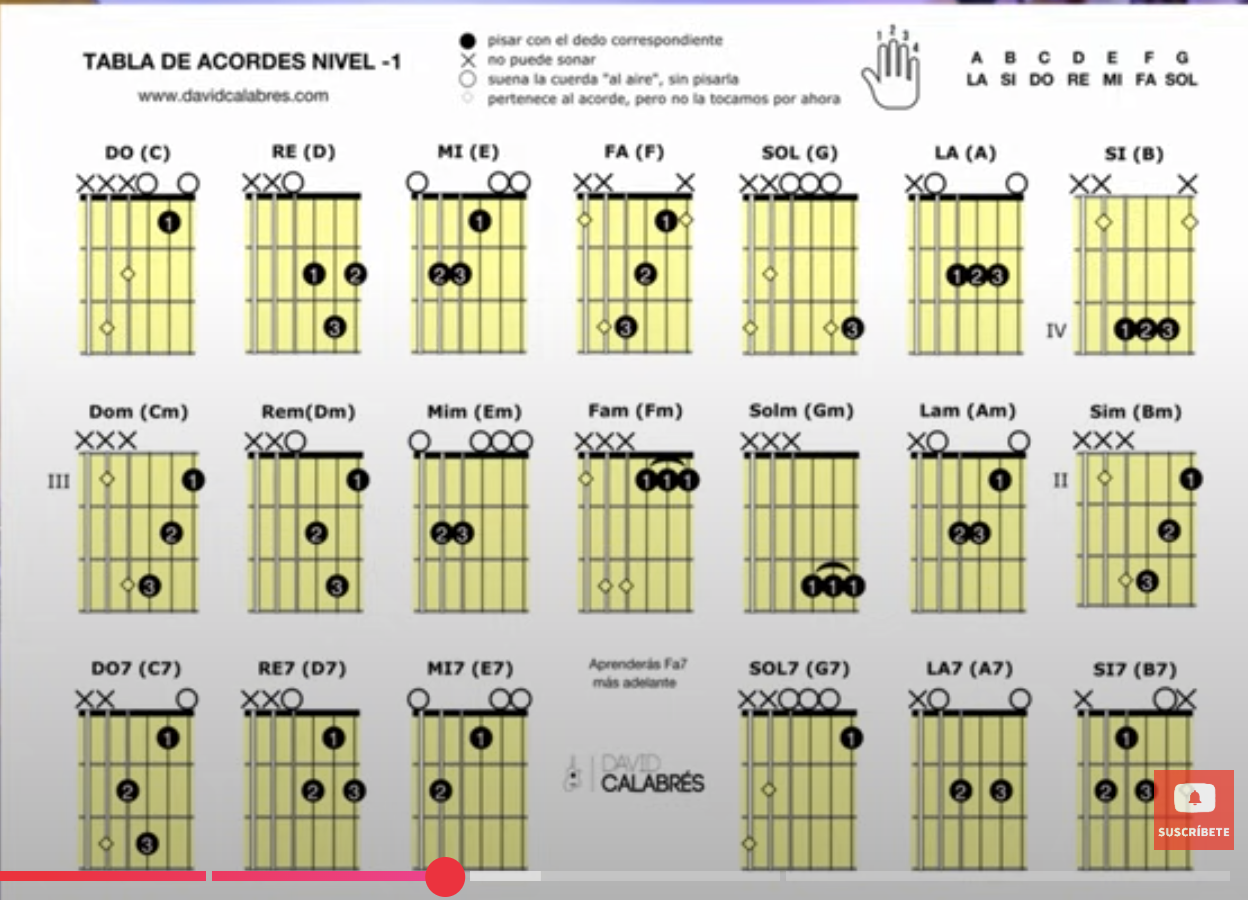 TABLA DE ACORDES NIVEL -1
www.davidcalabres.com
pisar con el dedo correspondiente
no puede sonar
suena la cuerda "al aire", sin pisarla
pertenece al acorde, pero no la tocamos por ahora
1 2 3 4
A B C D E F G
LA SI DO RE MI FA SOL
DO (C) RE (D) MI (E) FA (F) SOL (G) LA (A) SI (B)
1 1 1
2 3 1 2 2 3 2 1 2 3
3 3 3 IV 1 2 3
Dom (Cm) Rem(Dm) Mim (Em) Fam (Fm) Solm (Gm) Lam (Am) Sim (Bm)
III 1 1 1 1 1 1 II 1
2 2 2 3 2 3 2
3 3 1 1 1 3
DO7 (C7) RE7 (D7) MI7 (E7) Aprenderás Fa7 SOL7 (G7) LA7 (A7) SI7 (B7)
más adelante
1 1 1 1 1
DAVID
CALABRÉS
2 2 3 2 2 3 2 3
3
SUSCRÍBETE